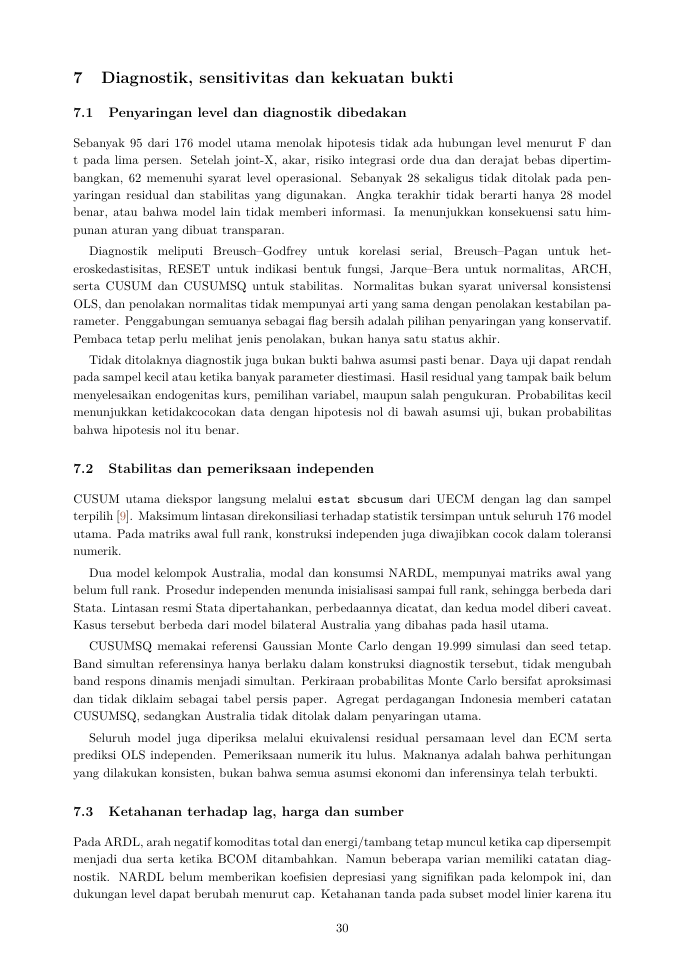 7 Diagnostik, sensitivitas dan kekuatan bukti
7.1 Penyaringan level dan diagnostik dibedakan
Sebanyak 95 dari 176 model utama menolak hipotesis tidak ada hubungan level menurut F dan
t pada lima persen. Setelah joint-X, akar, risiko integrasi orde dua dan derajat bebas dipertim-
bangkan, 62 memenuhi syarat level operasional. Sebanyak 28 sekaligus tidak ditolak pada pen-
yaringan residual dan stabilitas yang digunakan. Angka terakhir tidak berarti hanya 28 model
benar, atau bahwa model lain tidak memberi informasi. Ia menunjukkan konsekuensi satu him-
punan aturan yang dibuat transparan.
Diagnostik meliputi Breusch–Godfrey untuk korelasi serial, Breusch–Pagan untuk het-
eroskedastisitas, RESET untuk indikasi bentuk fungsi, Jarque–Bera untuk normalitas, ARCH,
serta CUSUM dan CUSUMSQ untuk stabilitas. Normalitas bukan syarat universal konsistensi
OLS, dan penolakan normalitas tidak mempunyai arti yang sama dengan penolakan kestabilan pa-
rameter. Penggabungan semuanya sebagai flag bersih adalah pilihan penyaringan yang konservatif.
Pembaca tetap perlu melihat jenis penolakan, bukan hanya satu status akhir.
Tidak ditolaknya diagnostik juga bukan bukti bahwa asumsi pasti benar. Daya uji dapat rendah
pada sampel kecil atau ketika banyak parameter diestimasi. Hasil residual yang tampak baik belum
menyelesaikan endogenitas kurs, pemilihan variabel, maupun salah pengukuran. Probabilitas kecil
menunjukkan ketidakcocokan data dengan hipotesis nol di bawah asumsi uji, bukan probabilitas
bahwa hipotesis nol itu benar.
7.2 Stabilitas dan pemeriksaan independen
CUSUM utama diekspor langsung melalui estat sbcusum dari UECM dengan lag dan sampel
terpilih [9]. Maksimum lintasan direkonsiliasi terhadap statistik tersimpan untuk seluruh 176 model
utama. Pada matriks awal full rank, konstruksi independen juga diwajibkan cocok dalam toleransi
numerik.
Dua model kelompok Australia, modal dan konsumsi NARDL, mempunyai matriks awal yang
belum full rank. Prosedur independen menunda inisialisasi sampai full rank, sehingga berbeda dari
Stata. Lintasan resmi Stata dipertahankan, perbedaannya dicatat, dan kedua model diberi caveat.
Kasus tersebut berbeda dari model bilateral Australia yang dibahas pada hasil utama.
CUSUMSQ memakai referensi Gaussian Monte Carlo dengan 19.999 simulasi dan seed tetap.
Band simultan referensinya hanya berlaku dalam konstruksi diagnostik tersebut, tidak mengubah
band respons dinamis menjadi simultan. Perkiraan probabilitas Monte Carlo bersifat aproksimasi
dan tidak diklaim sebagai tabel persis paper. Agregat perdagangan Indonesia memberi catatan
CUSUMSQ, sedangkan Australia tidak ditolak dalam penyaringan utama.
Seluruh model juga diperiksa melalui ekuivalensi residual persamaan level dan ECM serta
prediksi OLS independen. Pemeriksaan numerik itu lulus. Maknanya adalah bahwa perhitungan
yang dilakukan konsisten, bukan bahwa semua asumsi ekonomi dan inferensinya telah terbukti.
7.3 Ketahanan terhadap lag, harga dan sumber
Pada ARDL, arah negatif komoditas total dan energi/tambang tetap muncul ketika cap dipersempit
menjadi dua serta ketika BCOM ditambahkan. Namun beberapa varian memiliki catatan diag-
nostik. NARDL belum memberikan koefisien depresiasi yang signifikan pada kelompok ini, dan
dukungan level dapat berubah menurut cap. Ketahanan tanda pada subset model linier karena itu
30